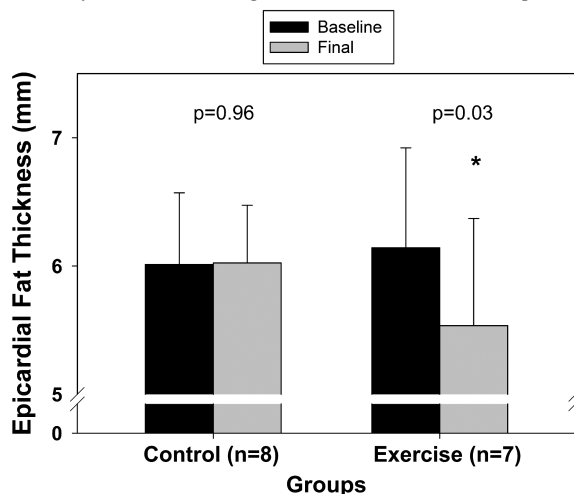 Baseline
Final
p=0.96
p=0.03
*
Epicardial Fat Thickness (mm)
7
6
5
0
Control (n=8)
Exercise (n=7)
Groups